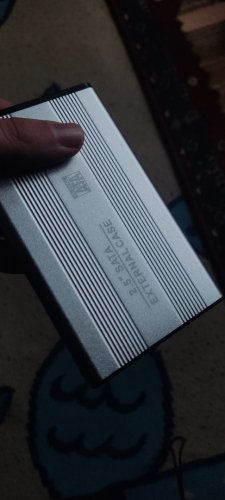 2.5" SATA
EXTERNAL CASE